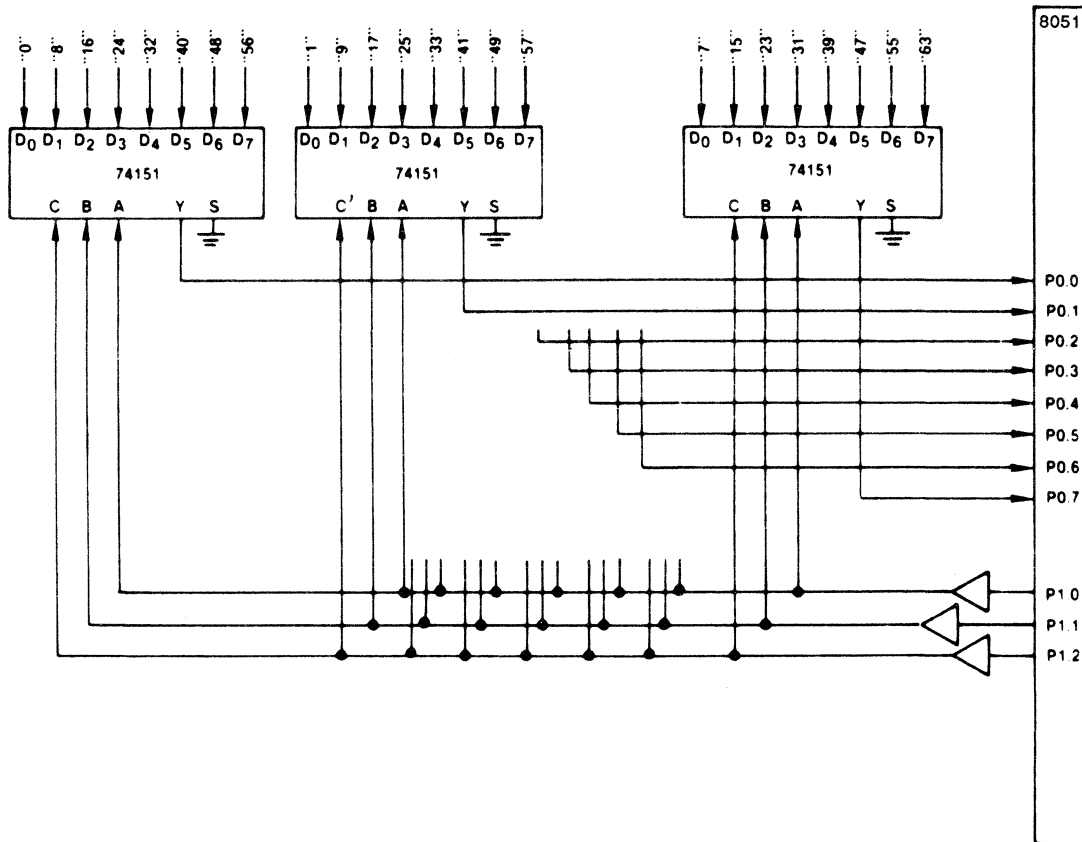 8051
"0" "8" "16" "24" "32" "40" "48" "56" "1" "9" "17" "25" "33" "41" "49" "57" "7" "15" "23" "31" "39" "47" "55" "63"
D0 D1 D2 D3 D4 D5 D6 D7 D0 D1 D2 D3 D4 D5 D6 D7 D0 D1 D2 D3 D4 D5 D6 D7
74151 74151 74151
C B A Y S C' B A Y S C B A Y S
P0.0
P0.1
P0.2
P0.3
P0.4
P0.5
P0.6
P0.7
P1 0
P1.1
P1.2